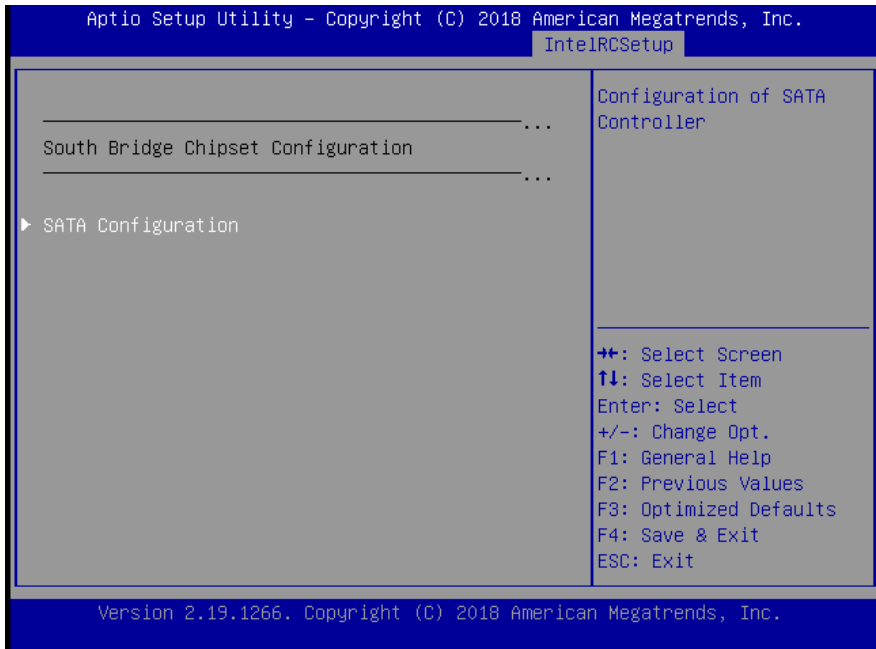 Aptio Setup Utility – Copyright (C) 2018 American Megatrends, Inc.
IntelRCSetup
...
South Bridge Chipset Configuration
...
▶ SATA Configuration
Configuration of SATA
Controller
→←: Select Screen
↑↓: Select Item
Enter: Select
+/-: Change Opt.
F1: General Help
F2: Previous Values
F3: Optimized Defaults
F4: Save & Exit
ESC: Exit
Version 2.19.1266. Copyright (C) 2018 American Megatrends, Inc.